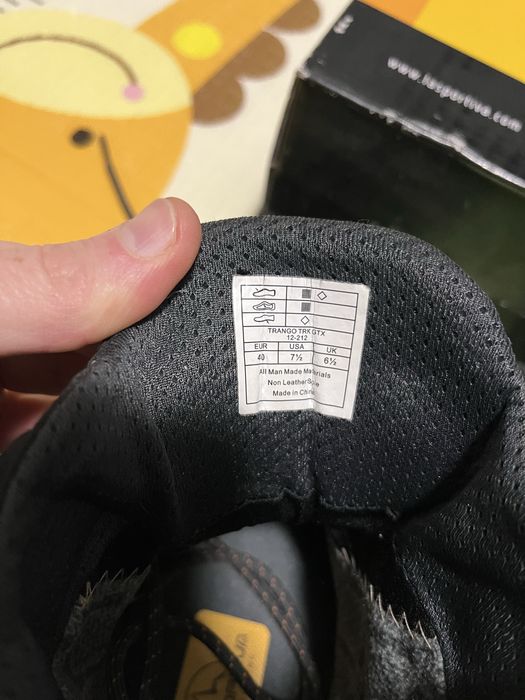 www.lasportiva.com
TRANGO TRK GTX
12-212
EUR USA UK
40 7½ 6½
All Man Made Materials
Non Leather Sole
Made in China